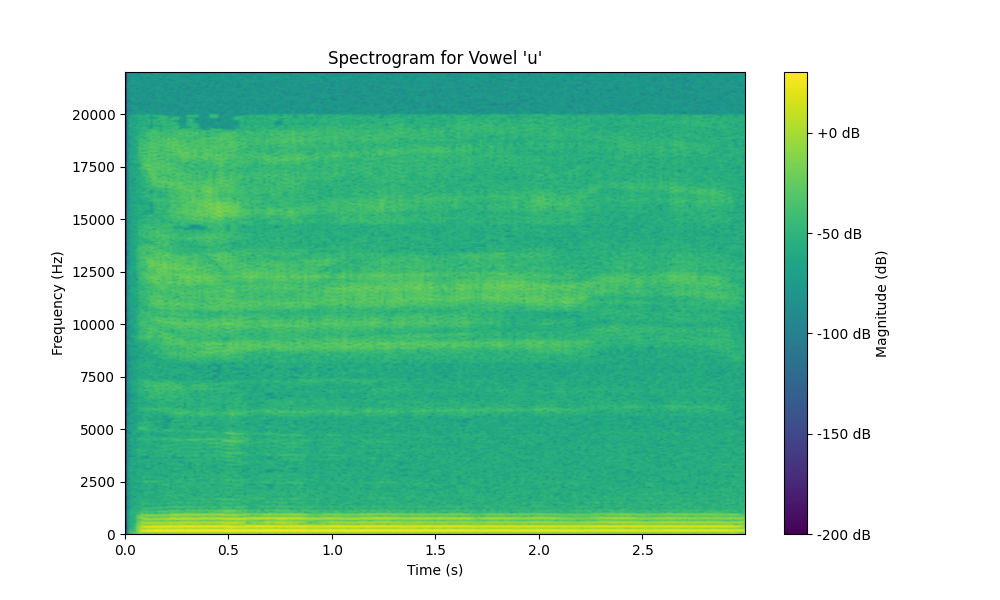 Spectrogram for Vowel 'u'
Frequency (Hz)
20000
17500
15000
12500
10000
7500
5000
2500
0
0.0 0.5 1.0 1.5 2.0 2.5
Time (s)
+0 dB
-50 dB
-100 dB
-150 dB
-200 dB
Magnitude (dB)